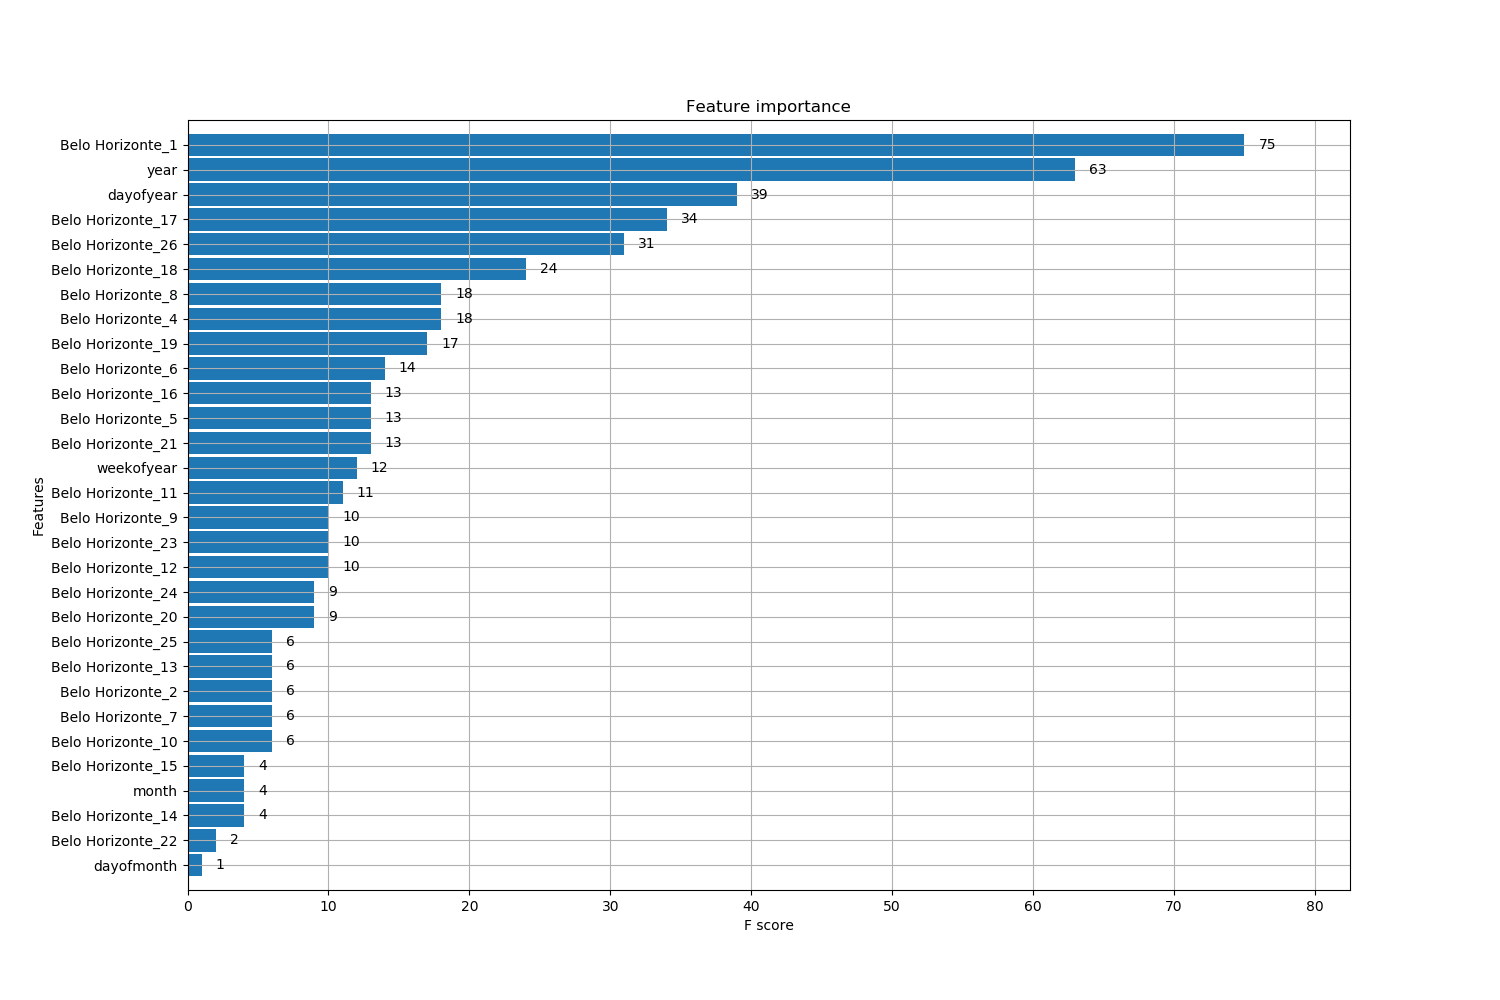 Feature importance
Belo Horizonte_1 75
year 63
dayofyear 39
Belo Horizonte_17 34
Belo Horizonte_26 31
Belo Horizonte_18 24
Belo Horizonte_8 18
Belo Horizonte_4 18
Belo Horizonte_19 17
Belo Horizonte_6 14
Belo Horizonte_16 13
Belo Horizonte_5 13
Belo Horizonte_21 13
weekofyear 12
Belo Horizonte_11 11
Belo Horizonte_9 10
Belo Horizonte_23 10
Belo Horizonte_12 10
Belo Horizonte_24 9
Belo Horizonte_20 9
Belo Horizonte_25 6
Belo Horizonte_13 6
Belo Horizonte_2 6
Belo Horizonte_7 6
Belo Horizonte_10 6
Belo Horizonte_15 4
month 4
Belo Horizonte_14 4
Belo Horizonte_22 2
dayofmonth 1
Features
0 10 20 30 40 50 60 70 80
F score